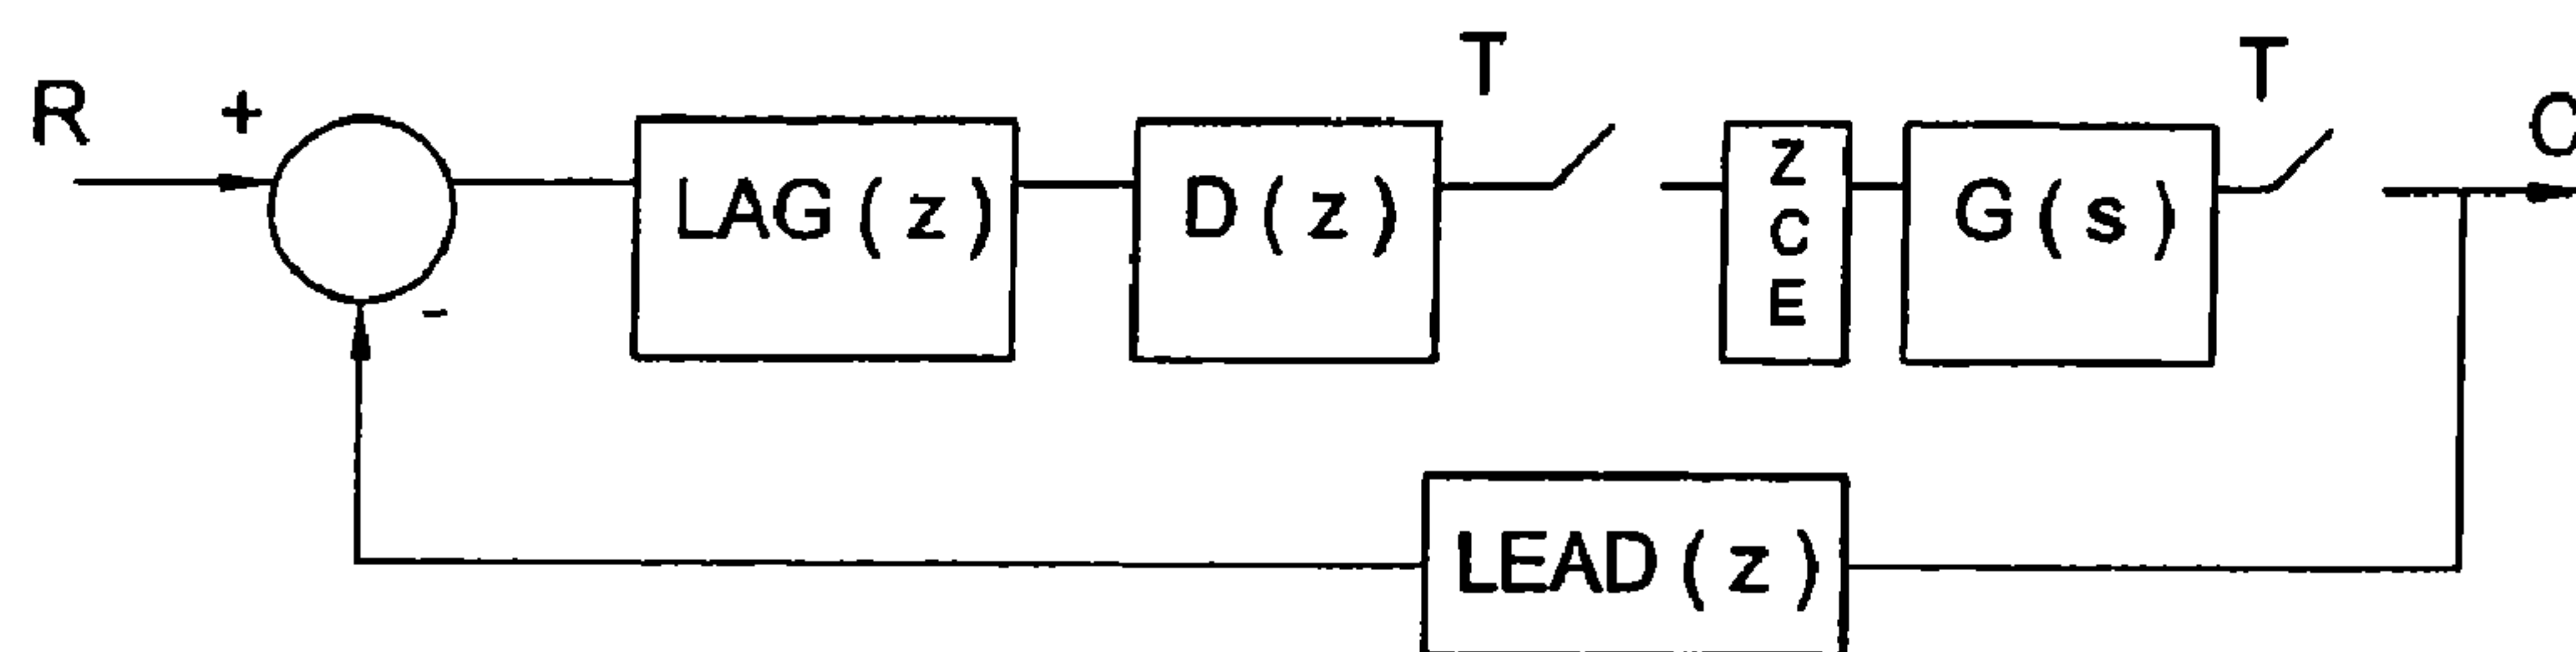 T
T
R
+
LAG ( z )
D ( z )
Z
C
E
G ( s )
C
-
LEAD ( z )